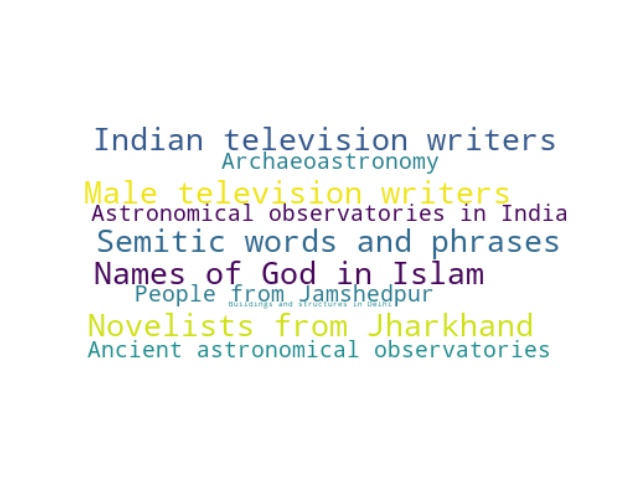 Indian television writers
Archaeoastronomy
Male television writers
Astronomical observatories in India
Semitic words and phrases
Names of God in Islam
People from Jamshedpur
Buildings and structures in Delhi
Novelists from Jharkhand
Ancient astronomical observatories